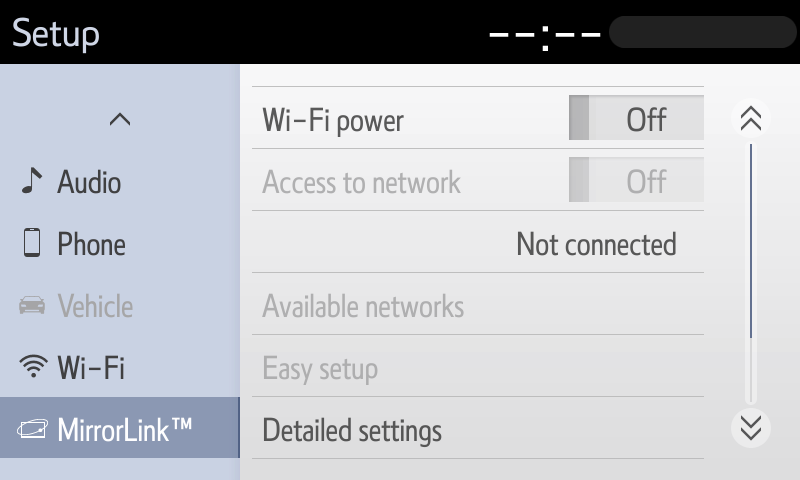 Setup
--:--
Audio
Phone
Vehicle
Wi-Fi
MirrorLink™
Wi-Fi power Off
Access to network Off
Not connected
Available networks
Easy setup
Detailed settings